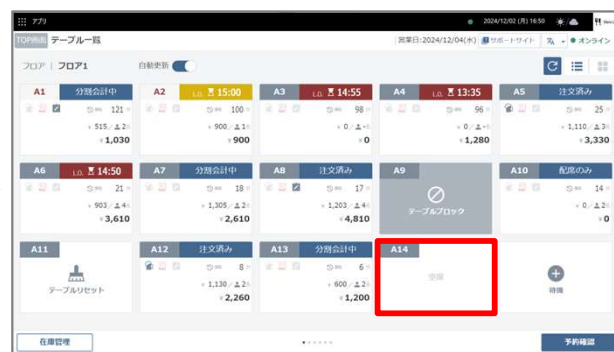 アプリ
2024/12/02 (月) 16:50
TOP画面 テーブル一覧
営業日:2024/12/04(水) サポートサイト オンライン
フロア フロア1 自動更新
A1 分割会計中
121
515 / 2
1,030
A2 L.O. 15:00
100
900
900
A3 L.O. 14:55
98
0
0
A4 L.O. 13:35
96
0
1,280
A5 注文済み
25
1,110 3
3,330
A6 L.O. 14:50
21
903 4
3,610
A7 分割会計中
18
1,305 2
2,610
A8 注文済み
17
1,203 4
4,810
A9
テーブルブロック
A10 配席のみ
14
0 2
0
A11
テーブルリセット
A12 注文済み
8
1,130 2
2,260
A13 分割会計中
6
600 2
1,200
A14
空席
待機
在庫管理 予約確認